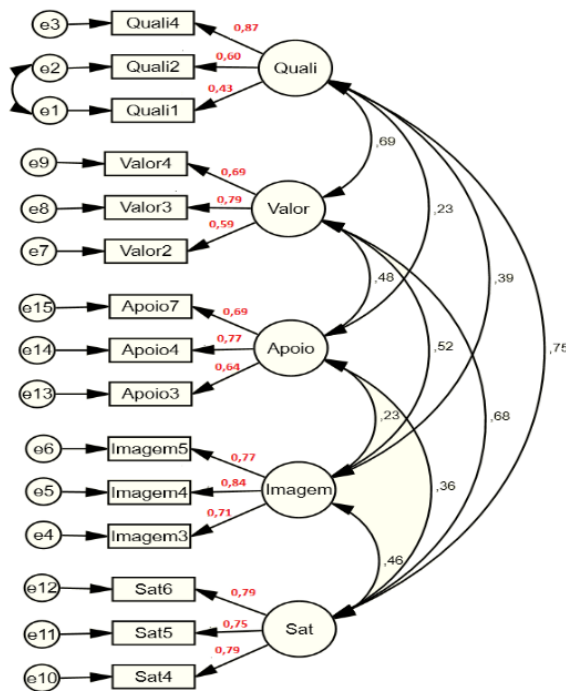 e3 Quali4 0,87
e2 Quali2 0,60 Quali
e1 Quali1 0,43
,69
e9 Valor4 0,69
e8 Valor3 0,79 Valor ,23
e7 Valor2 0,59
,48 ,39
e15 Apoio7 0,69
e14 Apoio4 0,77 Apoio ,52 ,75
e13 Apoio3 0,64
,23 ,68
e6 Imagem5 0,77
e5 Imagem4 0,84 Imagem ,36
e4 Imagem3 0,71
,46
e12 Sat6 0,79
e11 Sat5 0,75 Sat
e10 Sat4 0,79